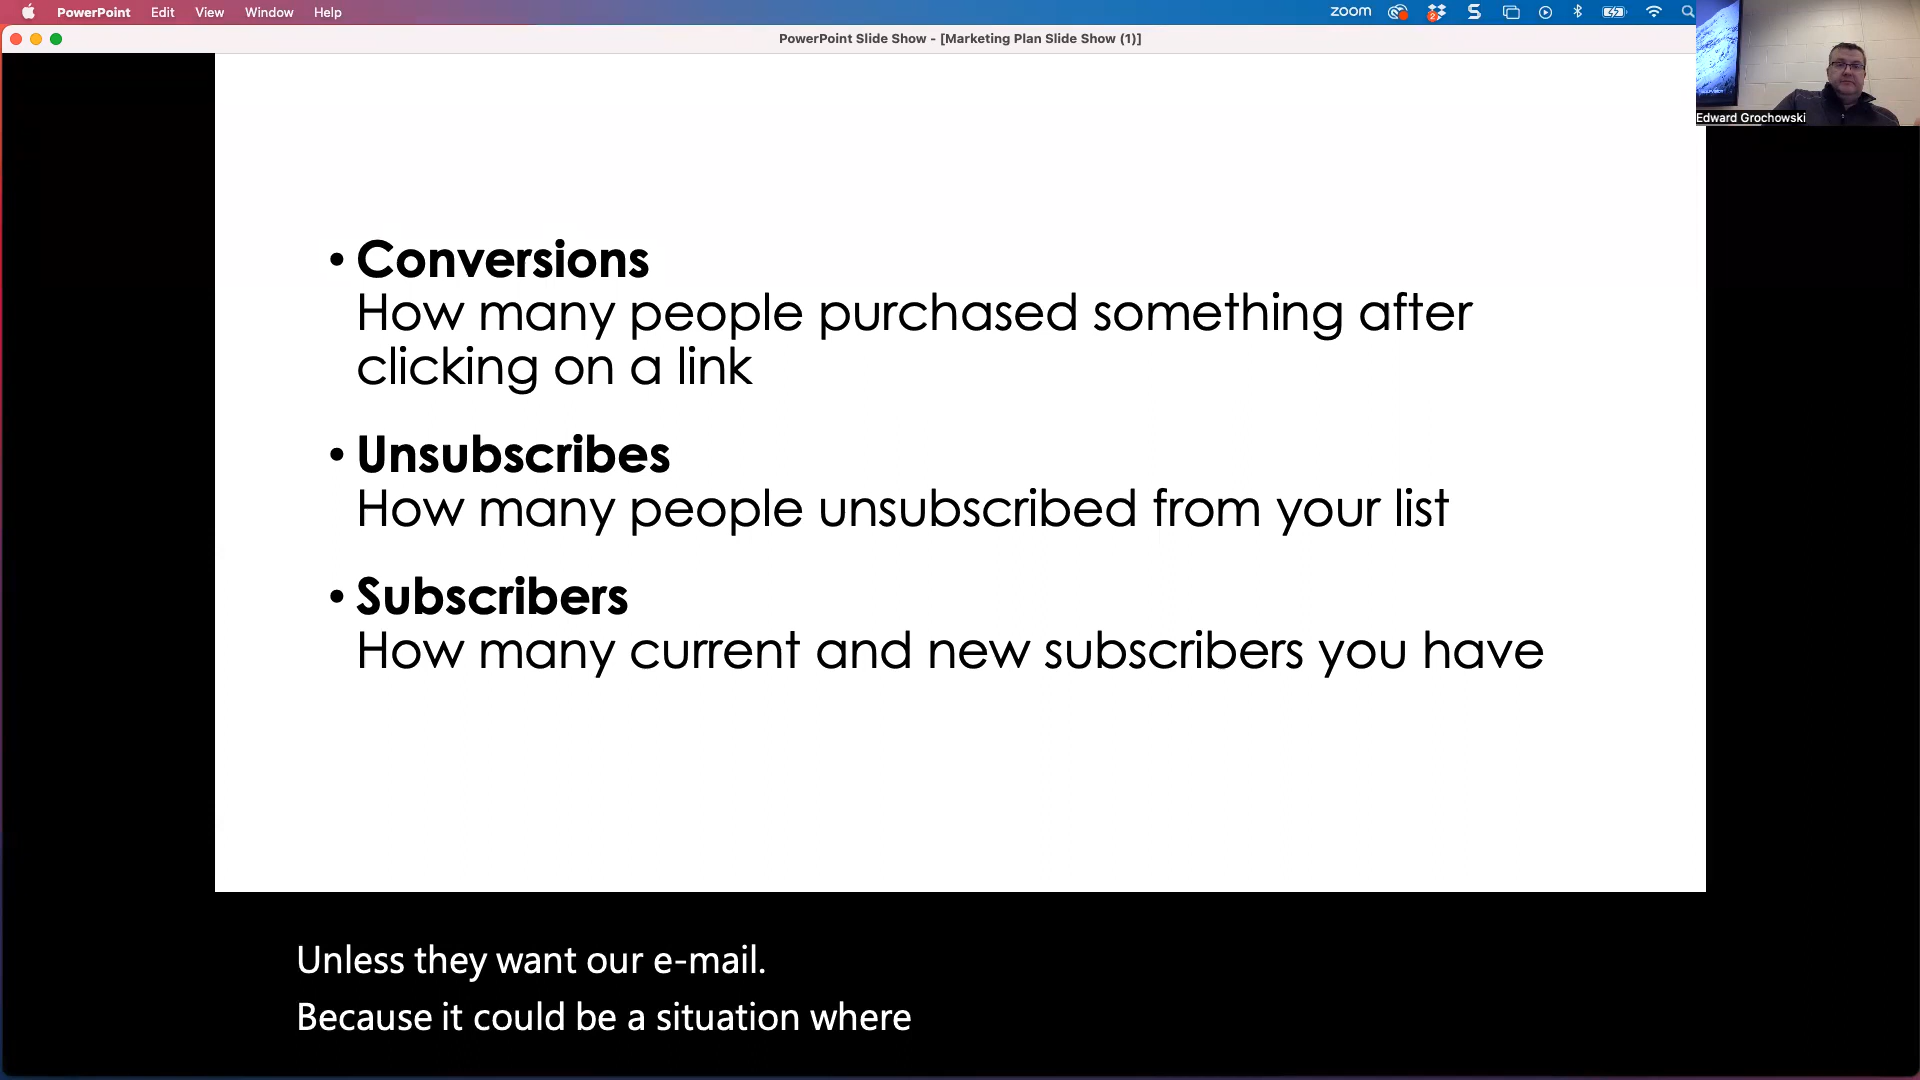 PowerPoint Edit View Window Help zoom
PowerPoint Slide Show - [Marketing Plan Slide Show (1)]
Edward Grochowski
• Conversions
How many people purchased something after
clicking on a link
• Unsubscribes
How many people unsubscribed from your list
• Subscribers
How many current and new subscribers you have
Unless they want our e-mail.
Because it could be a situation where